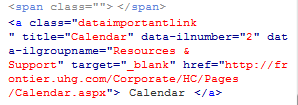 <span class=""> </span>
<a class="dataimportantlink
" title="Calendar" data-ilnumber="2" dat
a-ilgroupname="Resources &
Support" target="_blank" href="http://fr
ontier.uhg.com/Corporate/HC/Pages
/Calendar.aspx"> Calendar </a>